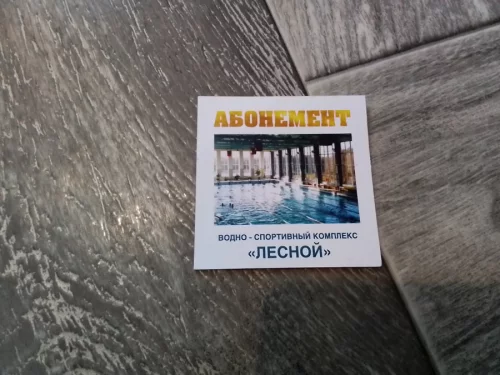 АБОНЕМЕНТ
ВОДНО - СПОРТИВНЫЙ КОМПЛЕКС
«ЛЕСНОЙ»